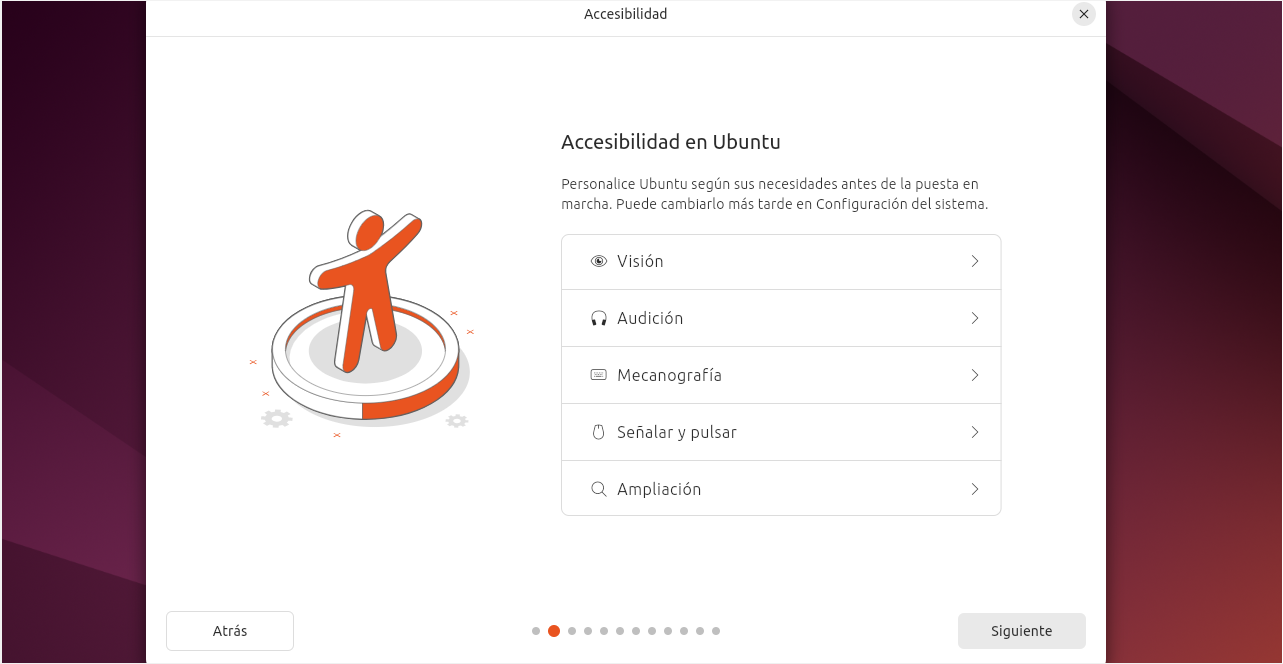 Accesibilidad
Accesibilidad en Ubuntu
Personalice Ubuntu según sus necesidades antes de la puesta en
marcha. Puede cambiarlo más tarde en Configuración del sistema.
Visión
Audición
Mecanografía
Señalar y pulsar
Ampliación
Atrás
Siguiente